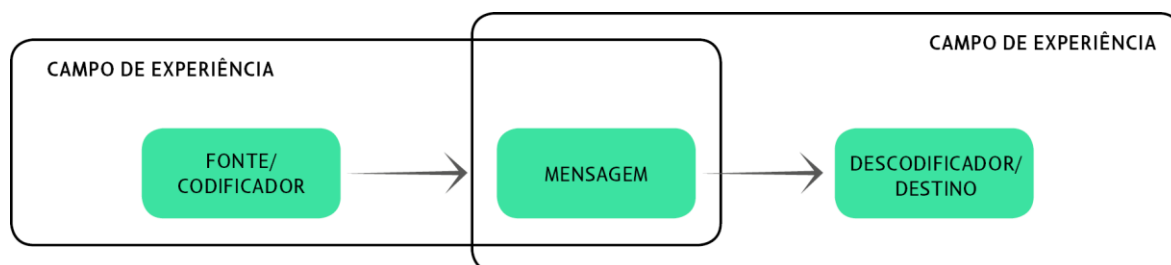 CAMPO DE EXPERIÊNCIA
CAMPO DE EXPERIÊNCIA
FONTE/
CODIFICADOR
MENSAGEM
DESCODIFICADOR/
DESTINO